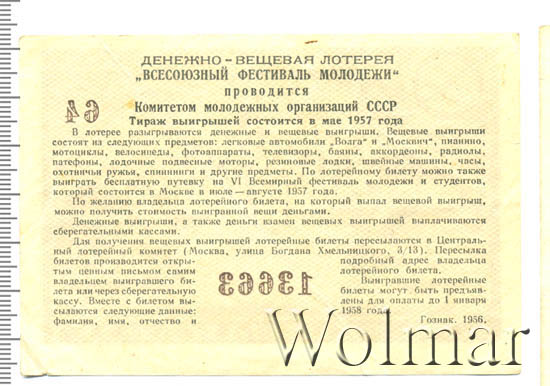 ДЕНЕЖНО-ВЕЩЕВАЯ ЛОТЕРЕЯ
„ВСЕСОЮЗНЫЙ ФЕСТИВАЛЬ МОЛОДЕЖИ“
проводится
Комитетом молодежных организаций СССР
Тираж выигрышей состоится в мае 1957 года
64
В лотерее разыгрываются денежные и вещевые выигрыши. Вещевые выигрыши
состоят из следующих предметов: легковые автомобили „Волга“ и „Москвич“, пианино,
мотоциклы, велосипеды, фотоаппараты, телевизоры, баяны, аккордеоны, радиолы,
патефоны, лодочные подвесные моторы, резиновые лодки, швейные машины, часы,
охотничьи ружья, спиннинги и другие предметы. По лотерейному билету можно также
выиграть бесплатную путевку на VI Всемирный фестиваль молодежи и студентов,
который состоится в Москве в июле—августе 1957 года.
По желанию владельца лотерейного билета, на который выпал вещевой выигрыш,
можно получить стоимость выигранной вещи деньгами.
Денежные выигрыши, а также деньги взамен вещевых выигрышей выплачиваются
сберегательными кассами.
Для получения вещевых выигрышей лотерейные билеты пересылаются в Централь-
ный лотерейный комитет (Москва, улица Богдана Хмельницкого, 3/13). Пересылка
билетов производится откры-
тым ценным письмом самим
владельцем выигравшего би-
лета или через сберегательную
кассу. Вместе с билетом вы-
сылаются следующие данные:
фамилия, имя, отчество и
13663
подробный адрес владельца
лотерейного билета.
Выигравшие лотерейные
билеты могут быть предъяв-
лены для оплаты до 1 января
1958 года.
Гознак. 1956.
Wolmar